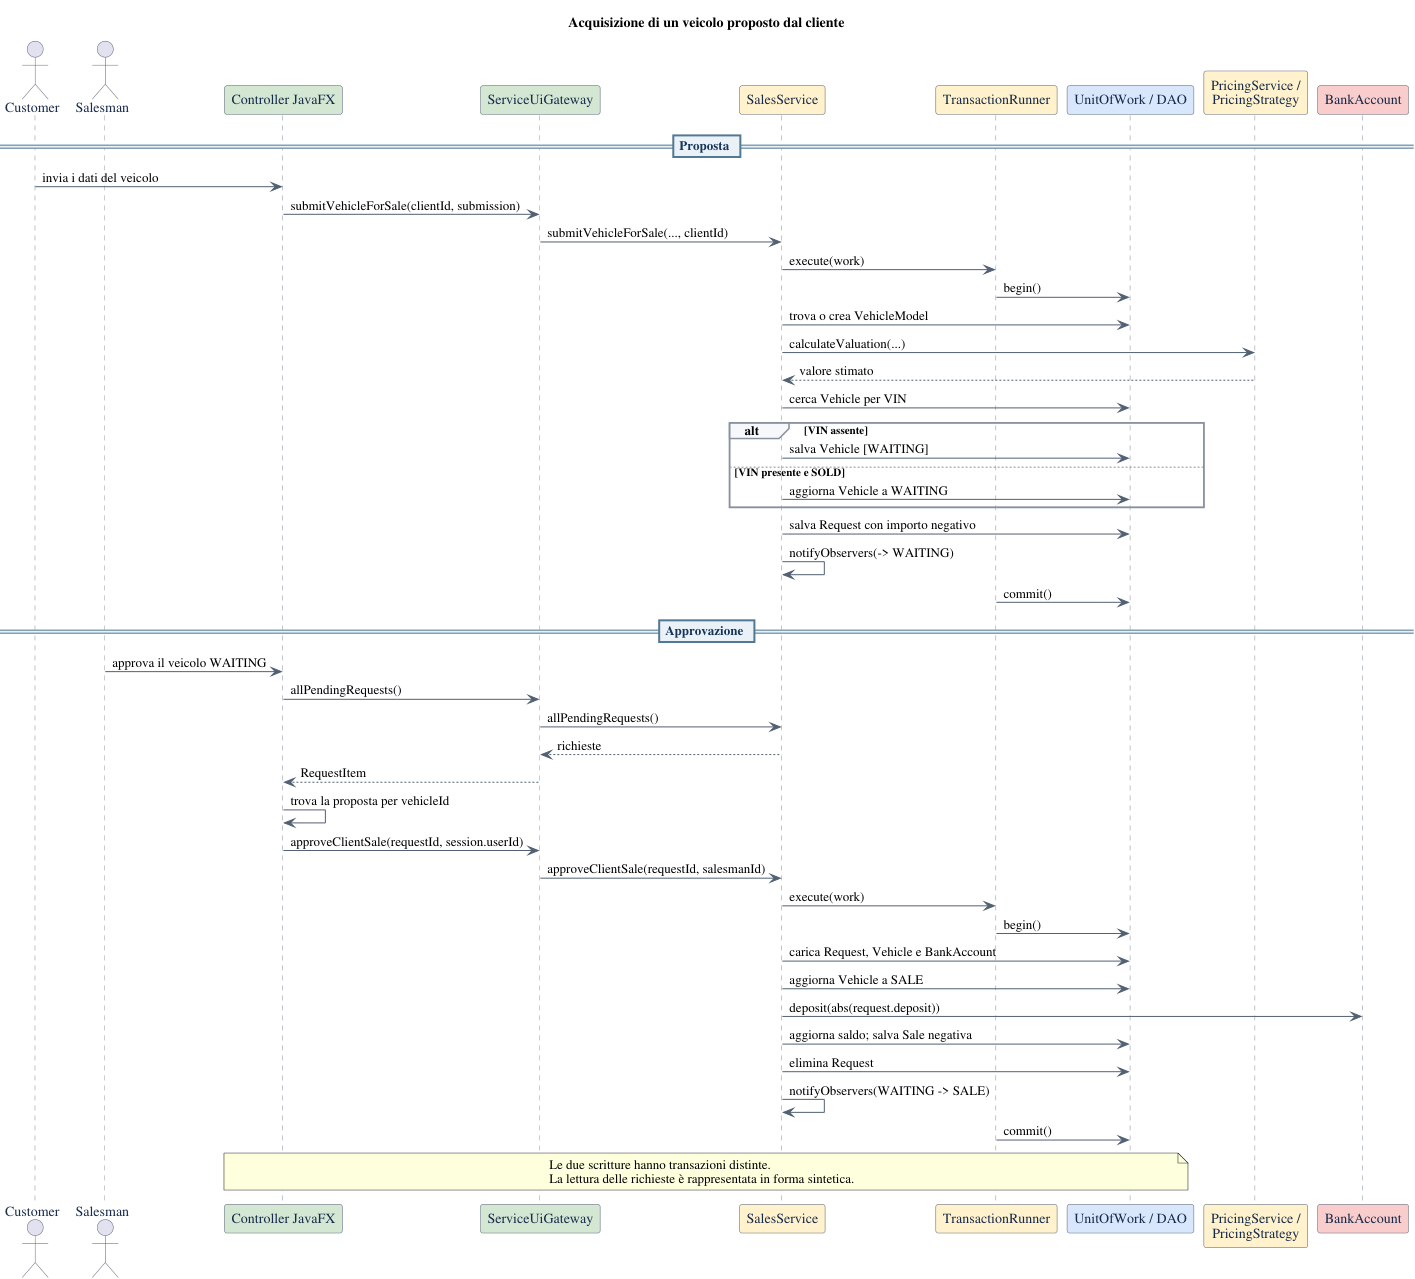 Acquisizione di un veicolo proposto dal cliente
Customer
Salesman
Controller JavaFX
ServiceUiGateway
SalesService
TransactionRunner
UnitOfWork / DAO
PricingService /
PricingStrategy
BankAccount
Proposta
invia i dati del veicolo
submitVehicleForSale(clientId, submission)
submitVehicleForSale(..., clientId)
execute(work)
begin()
trova o crea VehicleModel
calculateValuation(...)
valore stimato
cerca Vehicle per VIN
alt
[VIN assente]
salva Vehicle [WAITING]
[VIN presente e SOLD]
aggiorna Vehicle a WAITING
salva Request con importo negativo
notifyObservers(-> WAITING)
commit()
Approvazione
approva il veicolo WAITING
allPendingRequests()
allPendingRequests()
richieste
RequestItem
trova la proposta per vehicleId
approveClientSale(requestId, session.userId)
approveClientSale(requestId, salesmanId)
execute(work)
begin()
carica Request, Vehicle e BankAccount
aggiorna Vehicle a SALE
deposit(abs(request.deposit))
aggiorna saldo; salva Sale negativa
elimina Request
notifyObservers(WAITING -> SALE)
commit()
Le due scritture hanno transazioni distinte.
La lettura delle richieste è rappresentata in forma sintetica.
Customer
Salesman
Controller JavaFX
ServiceUiGateway
SalesService
TransactionRunner
UnitOfWork / DAO
PricingService /
PricingStrategy
BankAccount